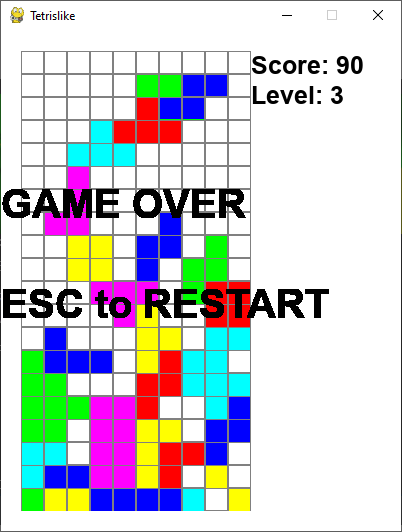 Tetrislike
Score: 90
Level: 3
GAME OVER
ESC to RESTART